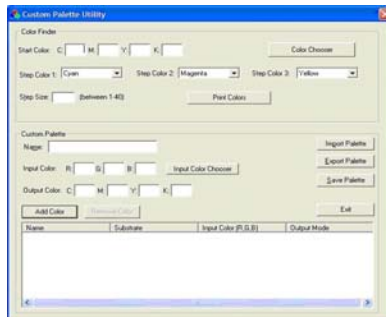 Custom Palette Utility
Color Finder
Start Color: C: M: Y: K: Color Chooser
Step Color 1: Cyan Step Color 2: Magenta Step Color 3: Yellow
Step Size: (between 1-40) Print Colors
Custom Palette
Name: Import Palette
Input Color: R: G: B: Input Color Chooser Export Palette
Output Color: C: M: Y: K: Save Palette
Add Color Remove Color Exit
Name Substrate Input Color (R,G,B) Output Mode